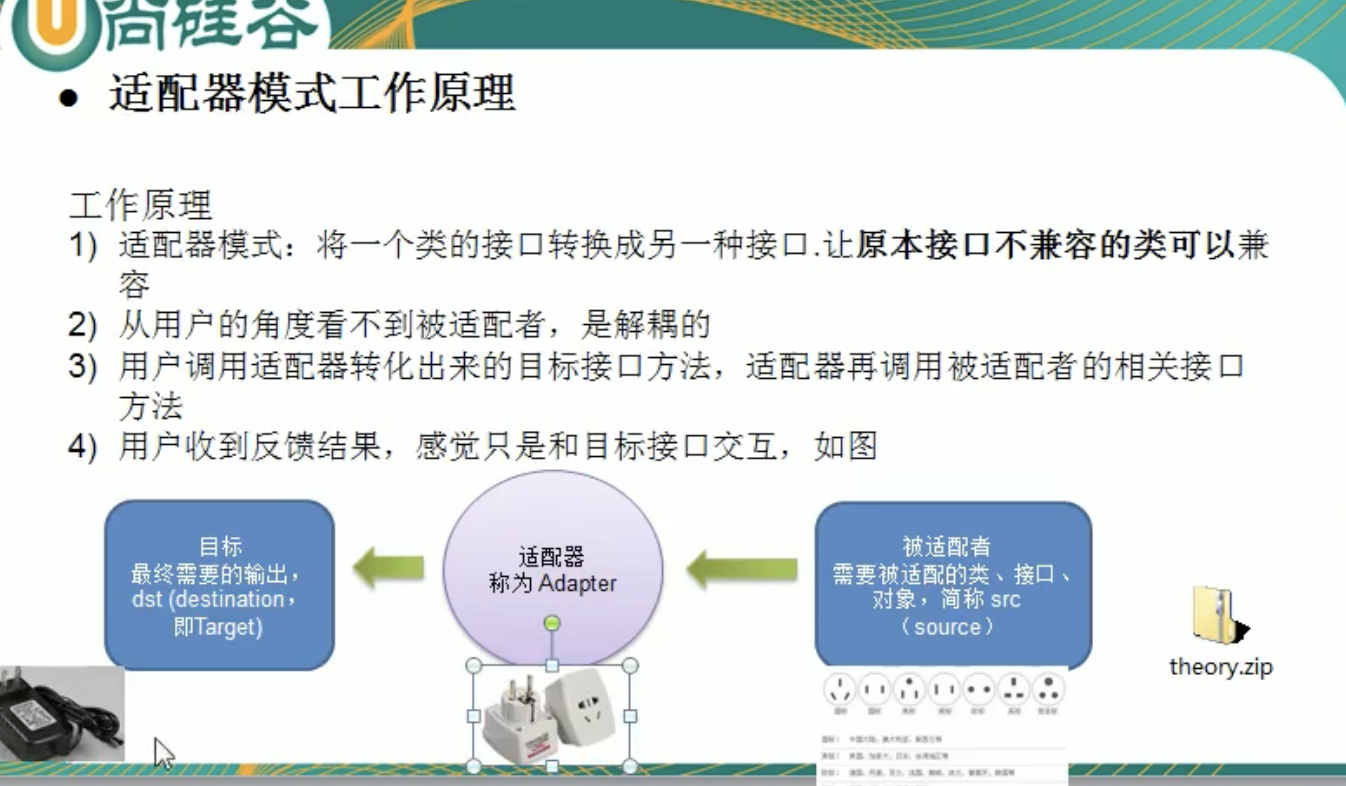 尚硅谷
● 适配器模式工作原理
工作原理
1) 适配器模式：将一个类的接口转换成另一种接口.让原本接口不兼容的类可以兼
容
2) 从用户的角度看不到被适配者，是解耦的
3) 用户调用适配器转化出来的目标接口方法，适配器再调用被适配者的相关接口
方法
4) 用户收到反馈结果，感觉只是和目标接口交互，如图
目标
最终需要的输出，
dst (destination，
即Target)
适配器
称为 Adapter
被适配者
需要被适配的类、接口、
对象，简称 src
（source）
theory.zip